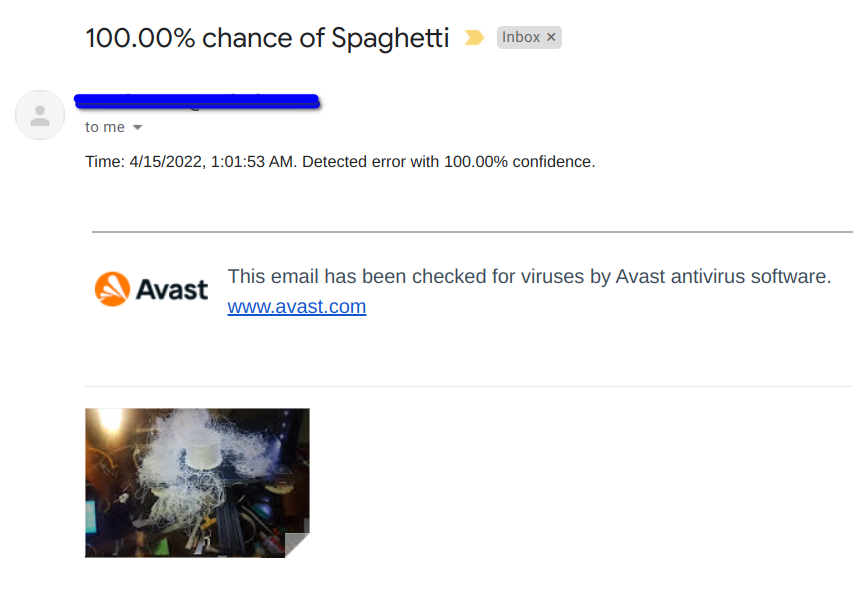 100.00% chance of Spaghetti
Inbox ×
to me
Time: 4/15/2022, 1:01:53 AM. Detected error with 100.00% confidence.
Avast
This email has been checked for viruses by Avast antivirus software.
www.avast.com